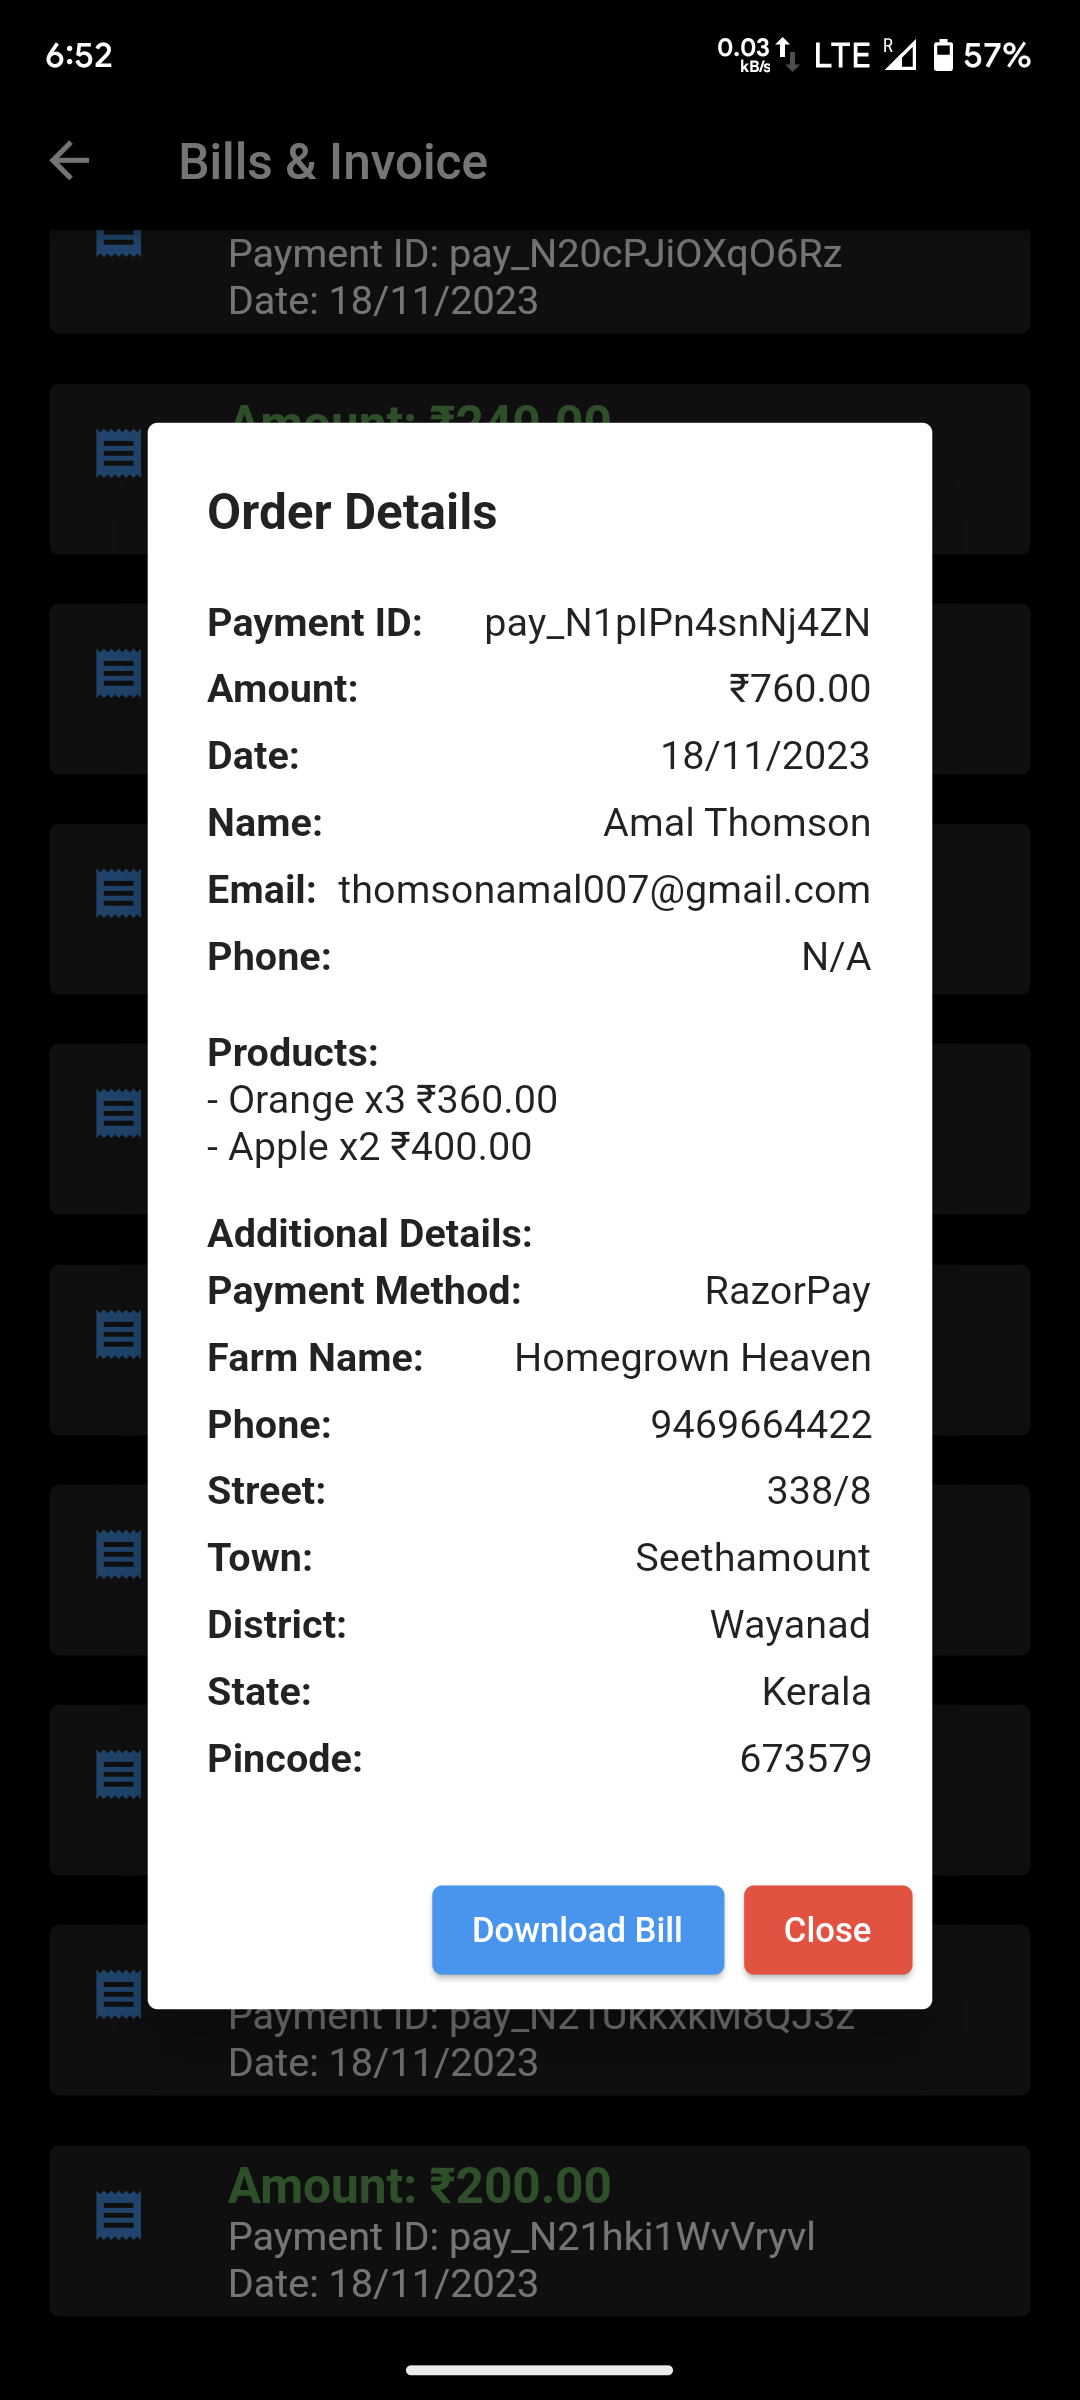 6:52
0.03 kB/s LTE R 57%
Bills & Invoice
Payment ID: pay_N20cPJiOXqO6Rz
Date: 18/11/2023
Amount: ₹240.00
Order Details
Payment ID: pay_N1pIPn4snNj4ZN
Amount: ₹760.00
Date: 18/11/2023
Name: Amal Thomson
Email: thomsonamal007@gmail.com
Phone: N/A
Products:
- Orange x3 ₹360.00
- Apple x2 ₹400.00
Additional Details:
Payment Method: RazorPay
Farm Name: Homegrown Heaven
Phone: 9469664422
Street: 338/8
Town: Seethamount
District: Wayanad
State: Kerala
Pincode: 673579
Download Bill Close
Payment ID: pay_N21UkkxkM8QJ3z
Date: 18/11/2023
Amount: ₹200.00
Payment ID: pay_N21hki1WvVryvl
Date: 18/11/2023